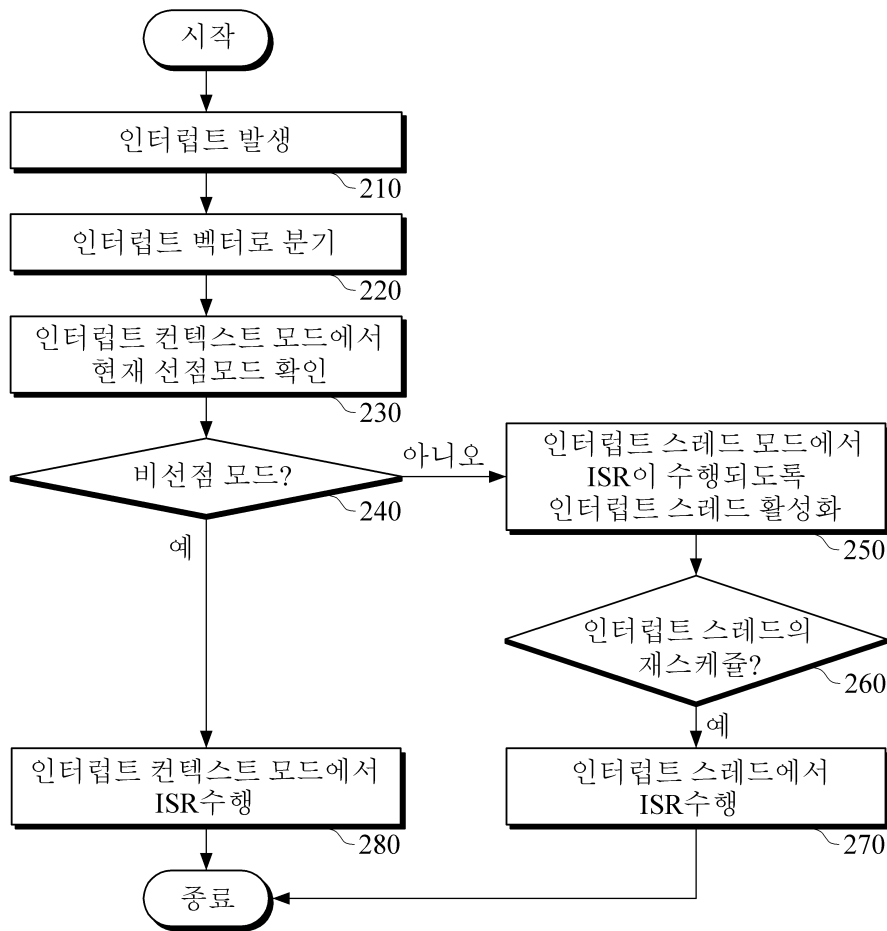 시작
인터럽트 발생
210
인터럽트 벡터로 분기
220
인터럽트 컨텍스트 모드에서
현재 선점모드 확인
230
비선점 모드?
240
아니오
예
인터럽트 스레드 모드에서
ISR이 수행되도록
인터럽트 스레드 활성화
250
인터럽트 스레드의
재스케쥴?
260
예
인터럽트 스레드에서
ISR수행
270
인터럽트 컨텍스트 모드에서
ISR수행
280
종료